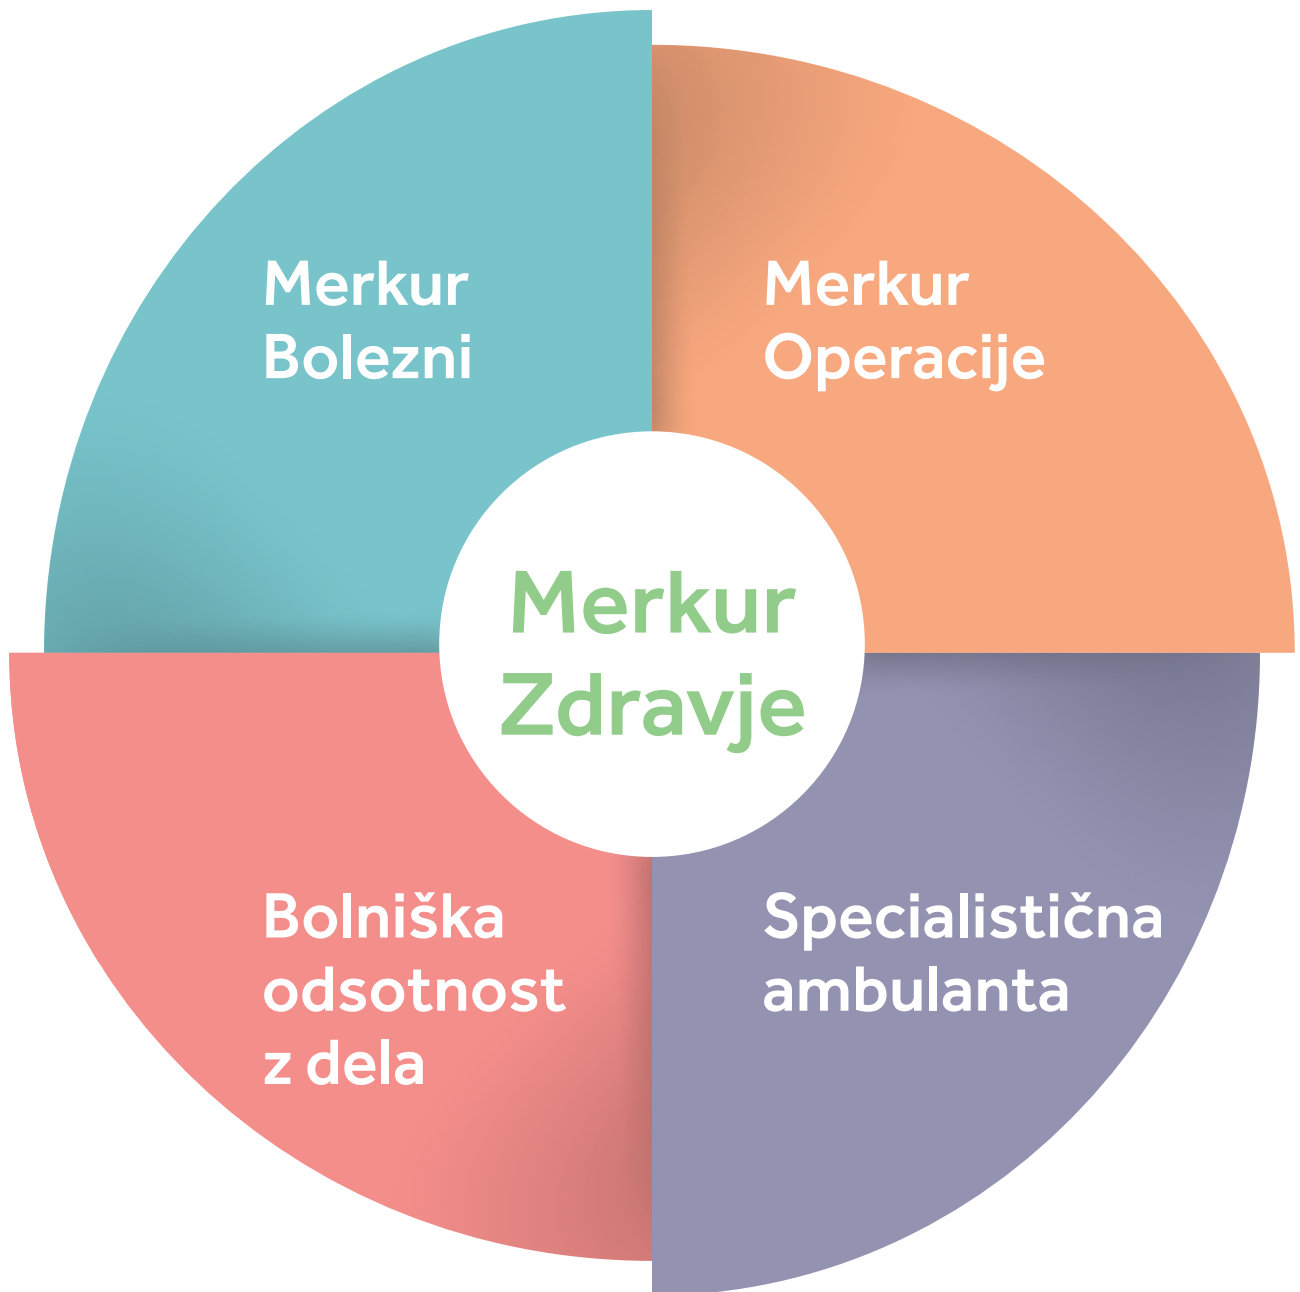 Merkur
Bolezni
Merkur
Operacije
Merkur
Zdravje
Bolniška
odsotnost
z dela
Specialistična
ambulanta